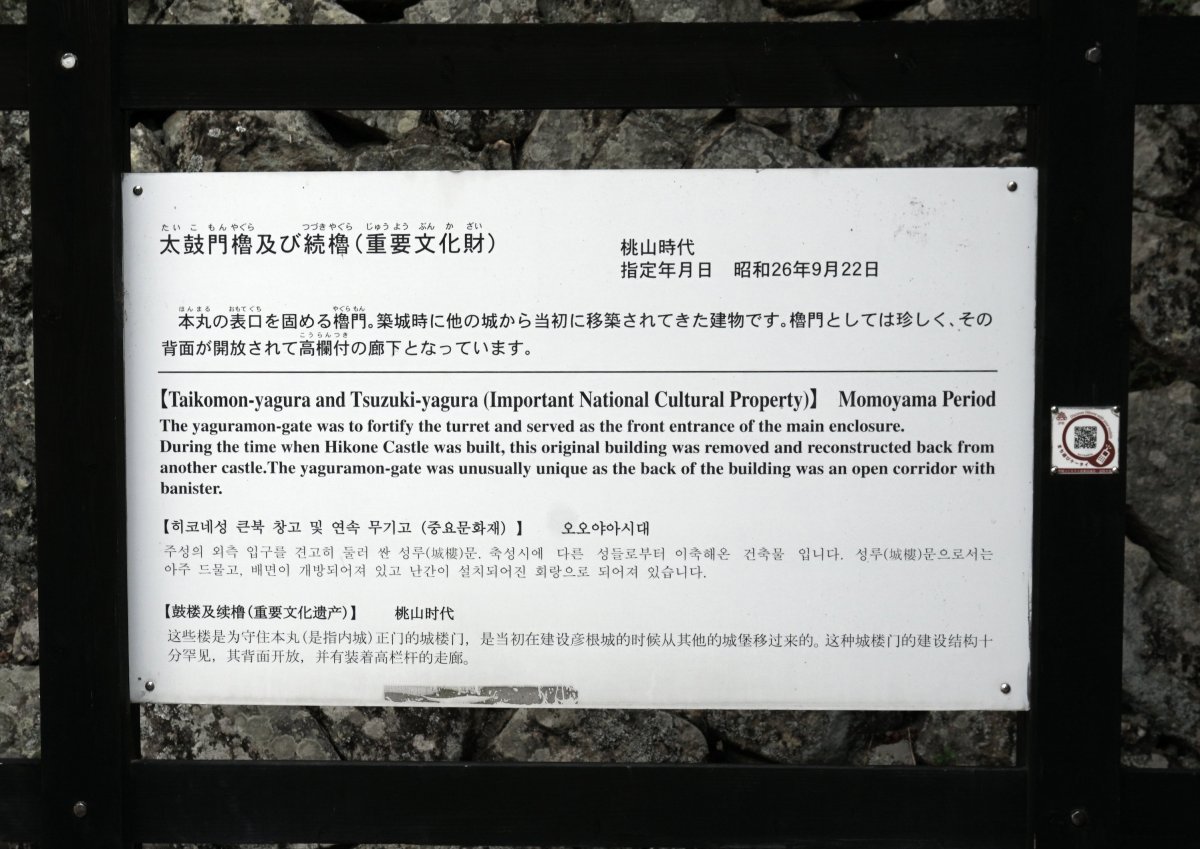 たいこ もんやぐら つづきやぐら じゅうよう ぶんかざい
太鼓門櫓及び続櫓(重要文化財)
桃山時代
指定年月日 昭和26年9月22日
ほんまる おもてぐち やぐらもん
本丸の表口を固める櫓門。築城時に他の城から当初に移築されてきた建物です。櫓門としては珍しく、その
こうらんつき
背面が開放されて高欄付の廊下となっています。
【Taikomon-yagura and Tsuzuki-yagura (Important National Cultural Property)】 Momoyama Period
The yaguramon-gate was to fortify the turret and served as the front entrance of the main enclosure.
During the time when Hikone Castle was built, this original building was removed and reconstructed back from
another castle.The yaguramon-gate was unusually unique as the back of the building was an open corridor with
banister.
【히코네성 큰북 창고 및 연속 무기고 (중요문화재) 】 오오야아시대
주성의 외측 입구를 견고히 둘러 싼 성루(城樓)문. 축성시에 다른 성들로부터 이축해온 건축물 입니다. 성루(城樓)문으로서는
아주 드물고, 배면이 개방되어져 있고 난간이 설치되어진 회랑으로 되어져 있습니다.
【鼓楼及续櫓(重要文化遗产)】 桃山时代
这些楼是为守住本丸(是指内城)正门的城楼门，是当初在建设彦根城的时候从其他的城堡移过来的。这种城楼门的建设结构十
分罕见，其背面开放，并有装着高栏杆的走廊。